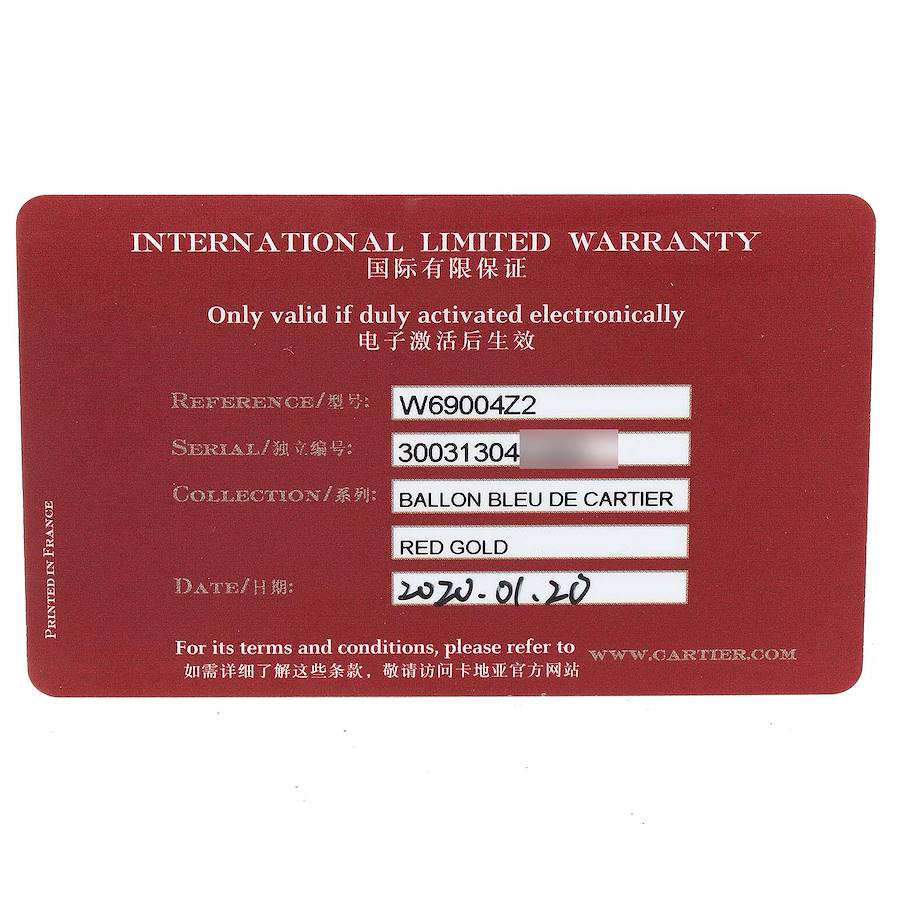 INTERNATIONAL LIMITED WARRANTY
国际有限保证
Only valid if duly activated electronically
电子激活后生效
REFERENCE/型号: W69004Z2
SERIAL/独立编号: 30031304
COLLECTION/系列: BALLON BLEU DE CARTIER
RED GOLD
DATE/日期: 2020.01.20
For its terms and conditions, please refer to WWW.CARTIER.COM
如需详细了解这些条款，敬请访问卡地亚官方网站
PRINTED IN FRANCE